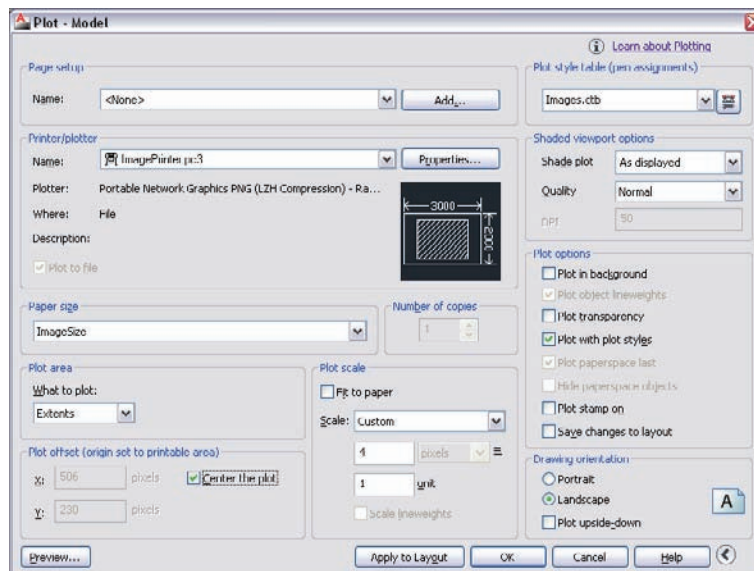 Plot - Model
Learn about Plotting
Page setup
Name:
<None>
Add...
Plot style table (pen assignments)
Images.ctb
Printer/plotter
Name:
ImagePrinter.pc3
Properties...
Plotter:
Portable Network Graphics PNG (LZH Compression) - Ra...
Where:
File
Description:
Plot to file
3000
2000
Shaded viewport options
Shade plot
As displayed
Quality
Normal
DPI
50
Paper size
ImageSize
Number of copies
1
Plot options
Plot in background
Plot object lineweights
Plot transparency
Plot with plot styles
Plot paperspace last
Hide paperspace objects
Plot stamp on
Save changes to layout
Plot area
What to plot:
Extents
Plot scale
Fit to paper
Scale:
Custom
4
pixels
=
1
unit
Scale lineweights
Plot offset (origin set to printable area)
X:
506
pixels
Center the plot
Y:
230
pixels
Drawing orientation
Portrait
Landscape
Plot upside-down
A
Preview...
Apply to Layout
OK
Cancel
Help